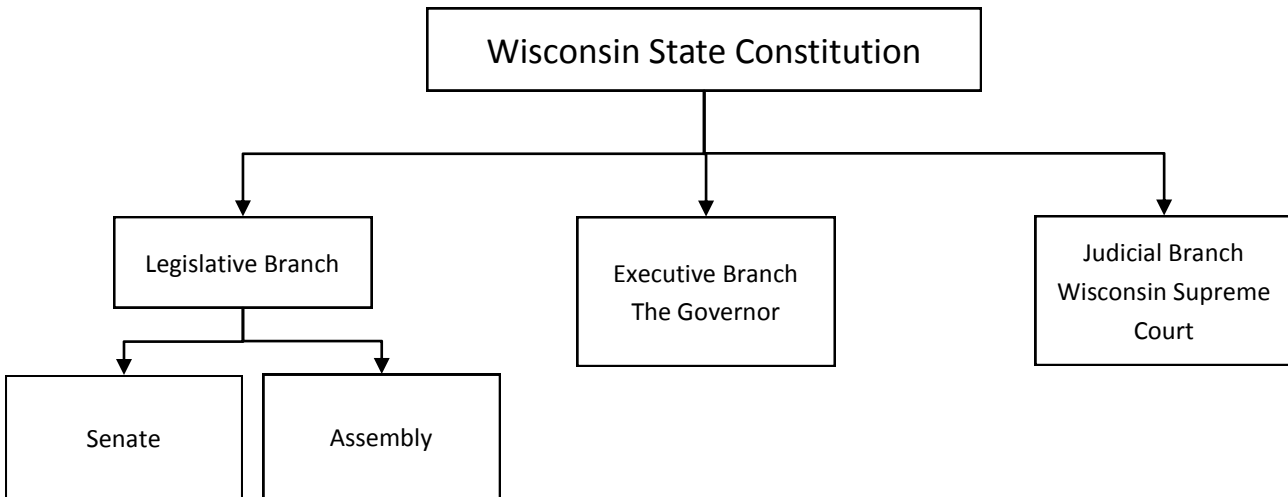 Wisconsin State Constitution
Legislative Branch
Executive Branch
The Governor
Judicial Branch
Wisconsin Supreme
Court
Senate
Assembly